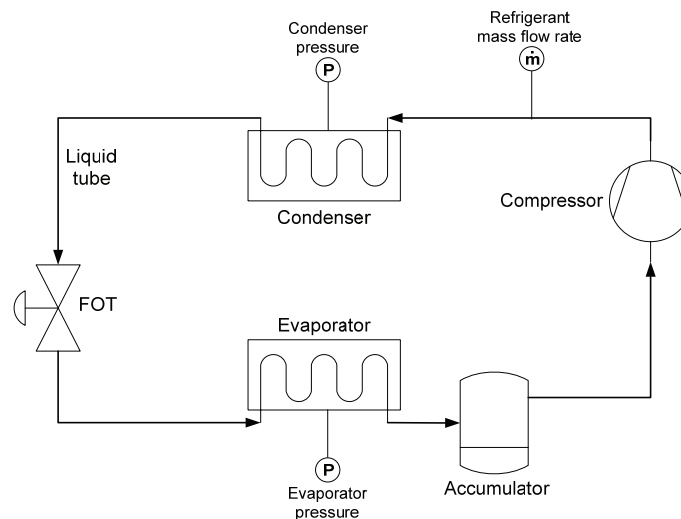 Condenser
pressure
P
Refrigerant
mass flow rate
ṁ
Liquid
tube
Condenser
Compressor
FOT
Evaporator
P
Evaporator
pressure
Accumulator